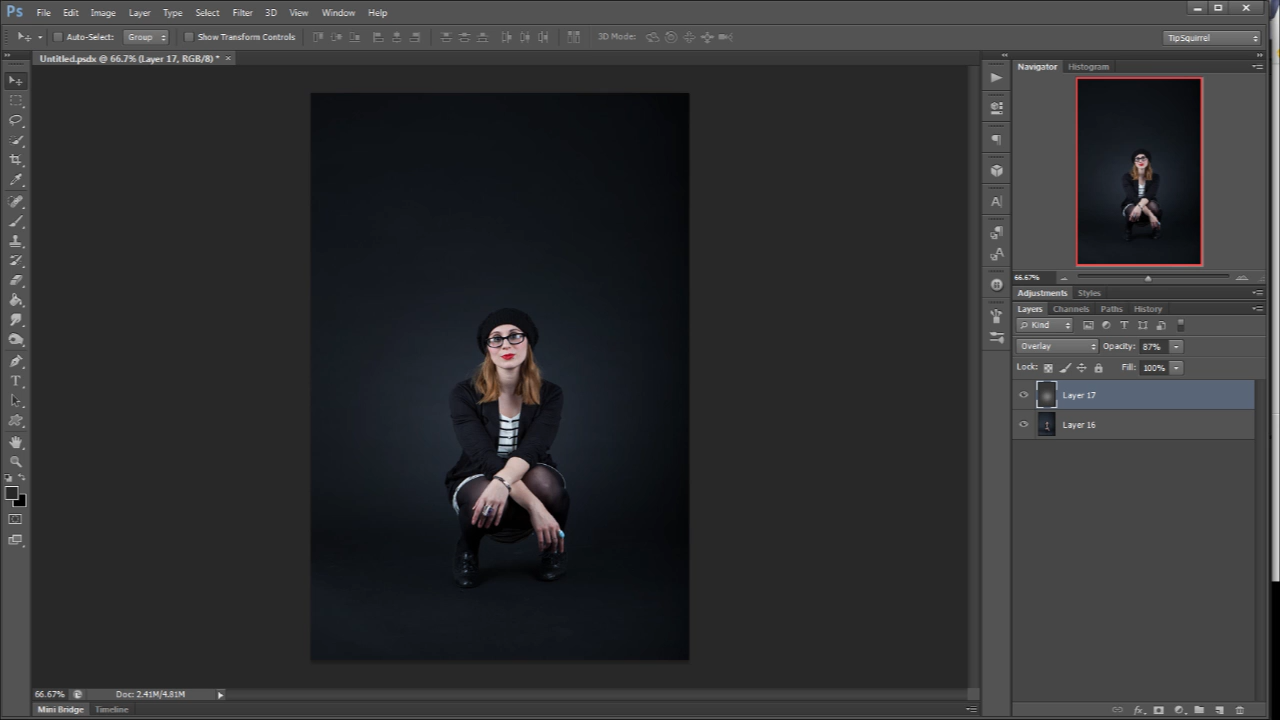 Ps File Edit Image Layer Type Select Filter 3D View Window Help
Auto-Select: Group Show Transform Controls 3D Mode: TipSquirrel
Untitled.psdx @ 66.7% (Layer 17, RGB/8) * ×
Navigator Histogram
66.67%
Adjustments Styles
Layers Channels Paths History
Kind
Overlay Opacity: 87%
Lock: Fill: 100%
Layer 17
Layer 16
66.67% Doc: 2.41M/4.81M
Mini Bridge Timeline